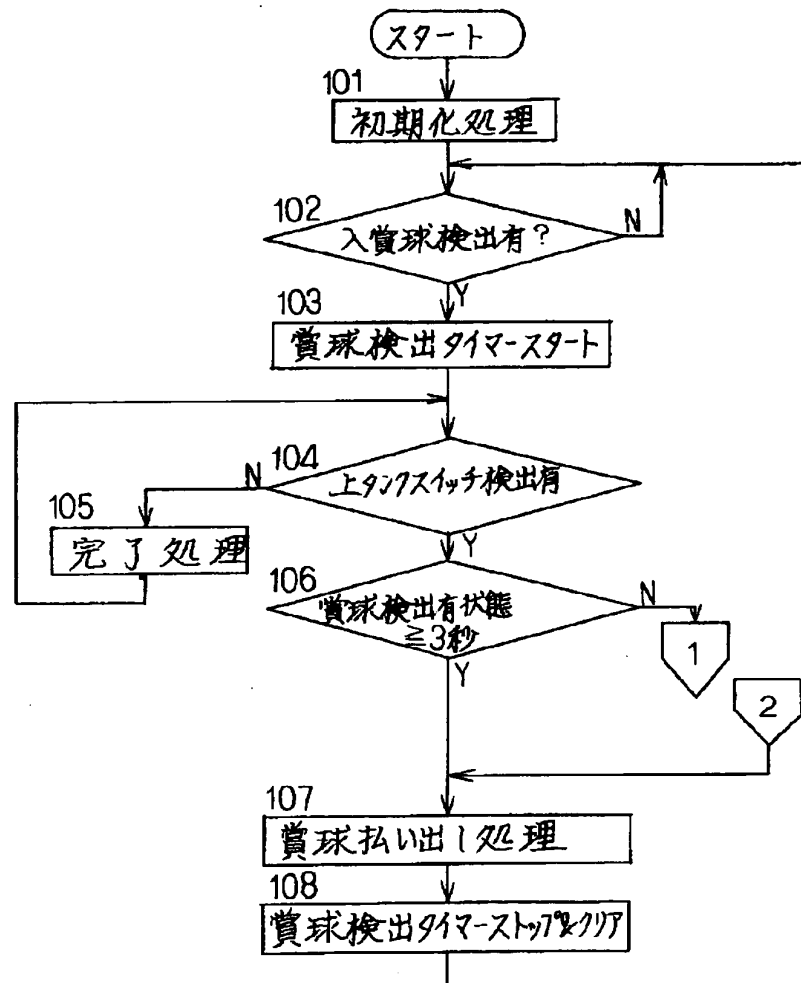 スタート
101
初期化処理
102
入賞球検出有?
N
Y
103
賞球検出タイマースタート
104
上タンクスイッチ検出有
N
Y
105
完了処理
106
賞球検出有状態
≧3秒
N
Y
1
2
107
賞球払い出し処理
108
賞球検出タイマーストップ&クリア